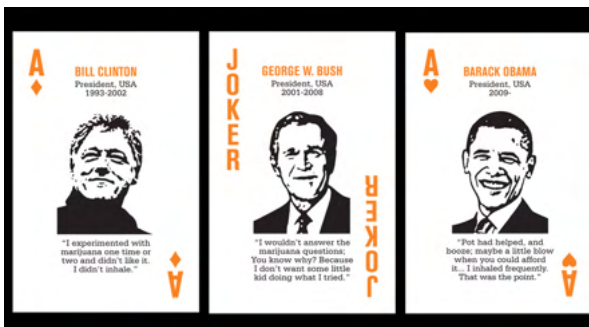 A
BILL CLINTON
President, USA
1993-2002
"I experimented with
marijuana one time or
two and didn't like it.
I didn't inhale."
A
JOKER
GEORGE W. BUSH
President, USA
2001-2008
"I wouldn't answer the
marijuana questions;
You know why? Because
I don't want some little
kid doing what I tried."
JOKER
A
BARACK OBAMA
President, USA
2009-
"Pot had helped, and
booze; maybe a little blow
when you could afford
it... I inhaled frequently.
That was the point."
A